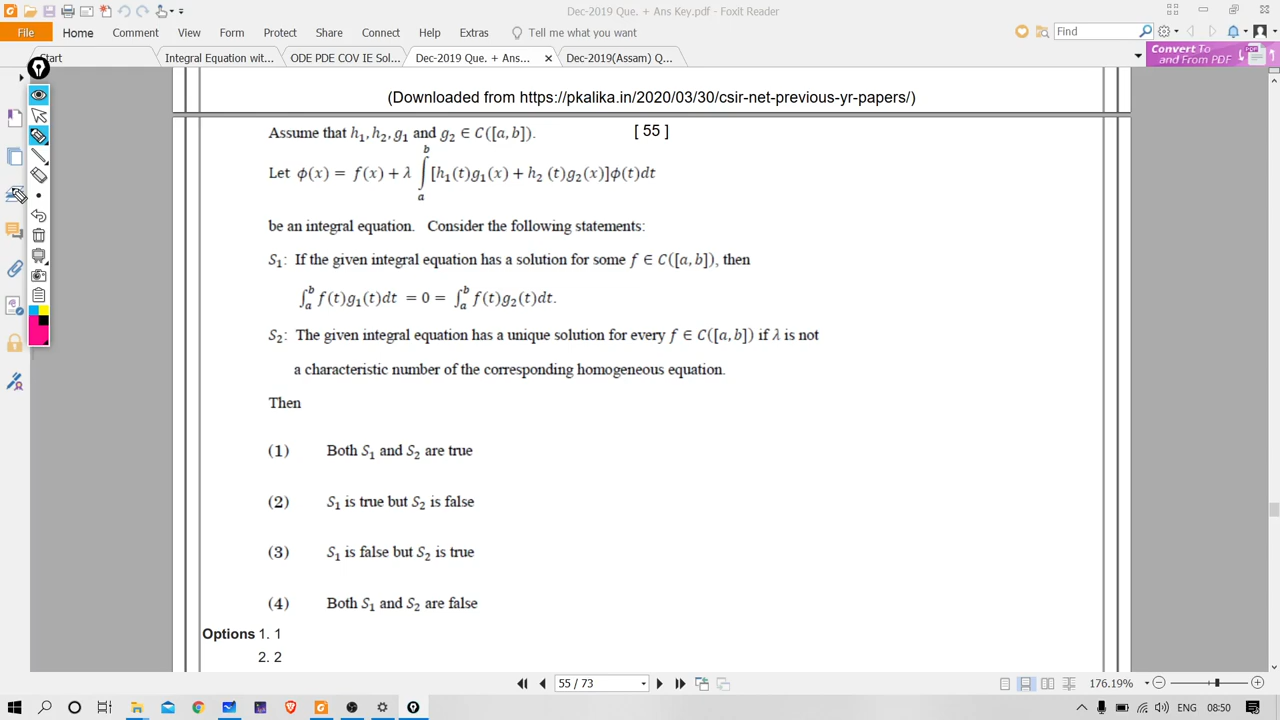 Dec-2019 Que. + Ans Key.pdf - Foxit Reader
File Home Comment View Form Protect Share Connect Help Extras Tell me what you want Find
Start Integral Equation wit... ODE PDE COV IE Sol... Dec-2019 Que. + Ans... Dec-2019(Assam) Q...
Convert To and From PDF
(Downloaded from https://pkalika.in/2020/03/30/csir-net-previous-yr-papers/)
Assume that h₁, h₂, g₁ and g₂ ∈ C([a, b]). [ 55 ]
Let ϕ(x) = f(x) + λ ∫ₐᵇ [h₁(t)g₁(x) + h₂ (t)g₂(x)]ϕ(t)dt
be an integral equation. Consider the following statements:
S₁: If the given integral equation has a solution for some f ∈ C([a, b]), then
∫ₐᵇ f(t)g₁(t)dt = 0 = ∫ₐᵇ f(t)g₂(t)dt.
S₂: The given integral equation has a unique solution for every f ∈ C([a, b]) if λ is not
a characteristic number of the corresponding homogeneous equation.
Then
(1) Both S₁ and S₂ are true
(2) S₁ is true but S₂ is false
(3) S₁ is false but S₂ is true
(4) Both S₁ and S₂ are false
Options 1. 1
2. 2
55 / 73 176.19%
ENG 08:50